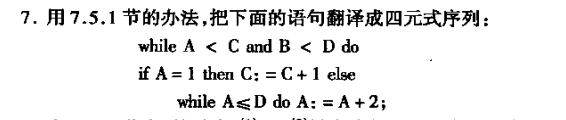 7. 用7.5.1节的办法,把下面的语句翻译成四元式序列:
while A < C and B < D do
if A=1 then C:=C+1 else
while A≤D do A:=A+2;